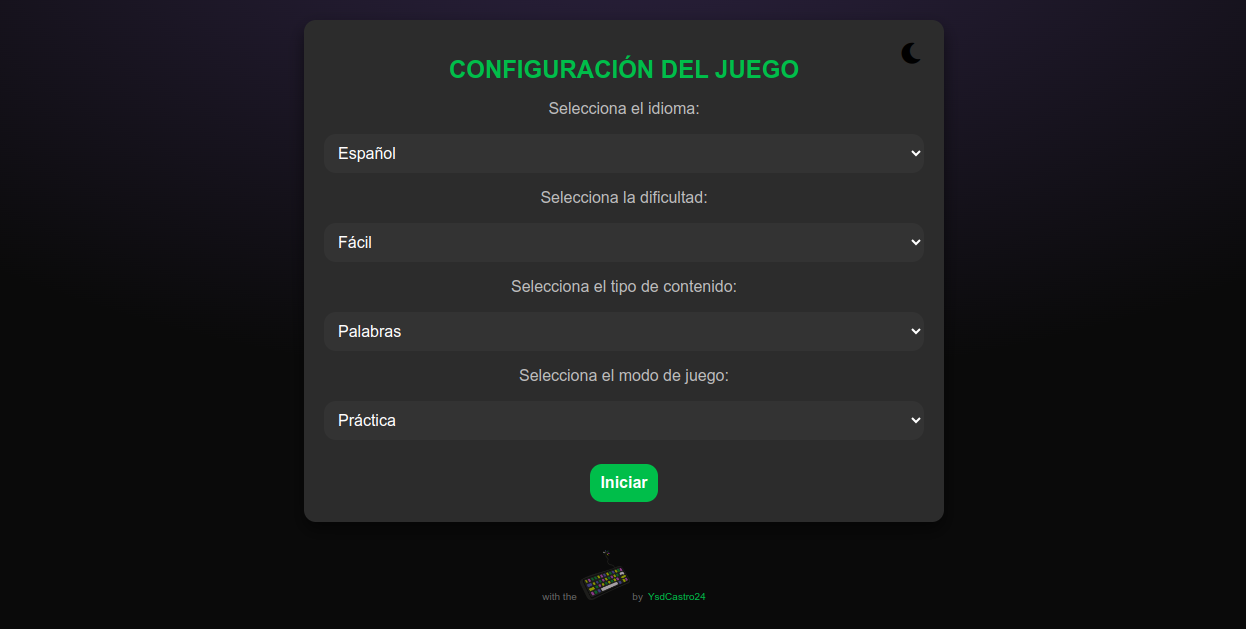 CONFIGURACIÓN DEL JUEGO
Selecciona el idioma:
Español
Selecciona la dificultad:
Fácil
Selecciona el tipo de contenido:
Palabras
Selecciona el modo de juego:
Práctica
Iniciar
with the by YsdCastro24